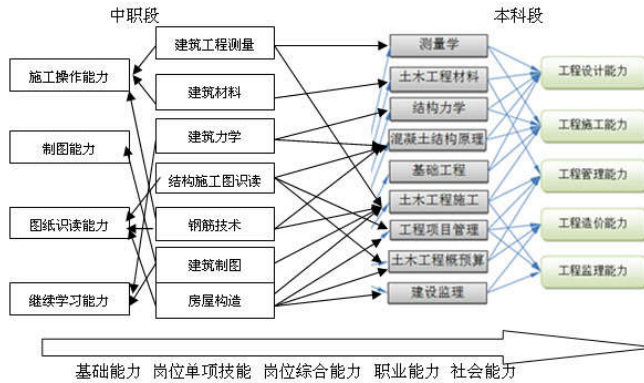 中职段
本科段
施工操作能力
制图能力
图纸识读能力
继续学习能力
建筑工程测量
建筑材料
建筑力学
结构施工图识读
钢筋技术
建筑制图
房屋构造
测量学
土木工程材料
结构力学
混凝土结构原理
基础工程
土木工程施工
工程项目管理
土木工程概预算
建设监理
工程设计能力
工程施工能力
工程管理能力
工程造价能力
工程监理能力
基础能力 岗位单项技能 岗位综合能力 职业能力 社会能力